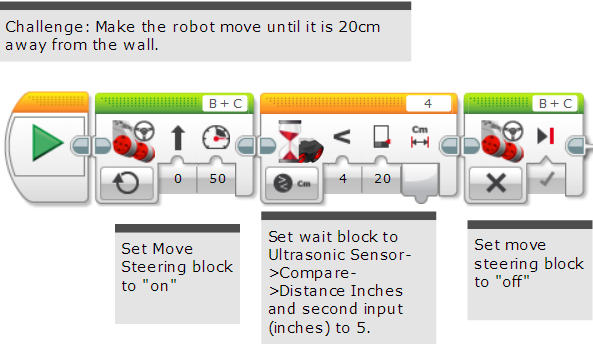 Challenge: Make the robot move until it is 20cm
away from the wall.
B + C
4
B + C
Cm
0
50
Cm
4
20
Set Move
Steering block
to "on"
Set wait block to
Ultrasonic Sensor-
>Compare-
>Distance Inches
and second input
(inches) to 5.
Set move
steering block
to "off"